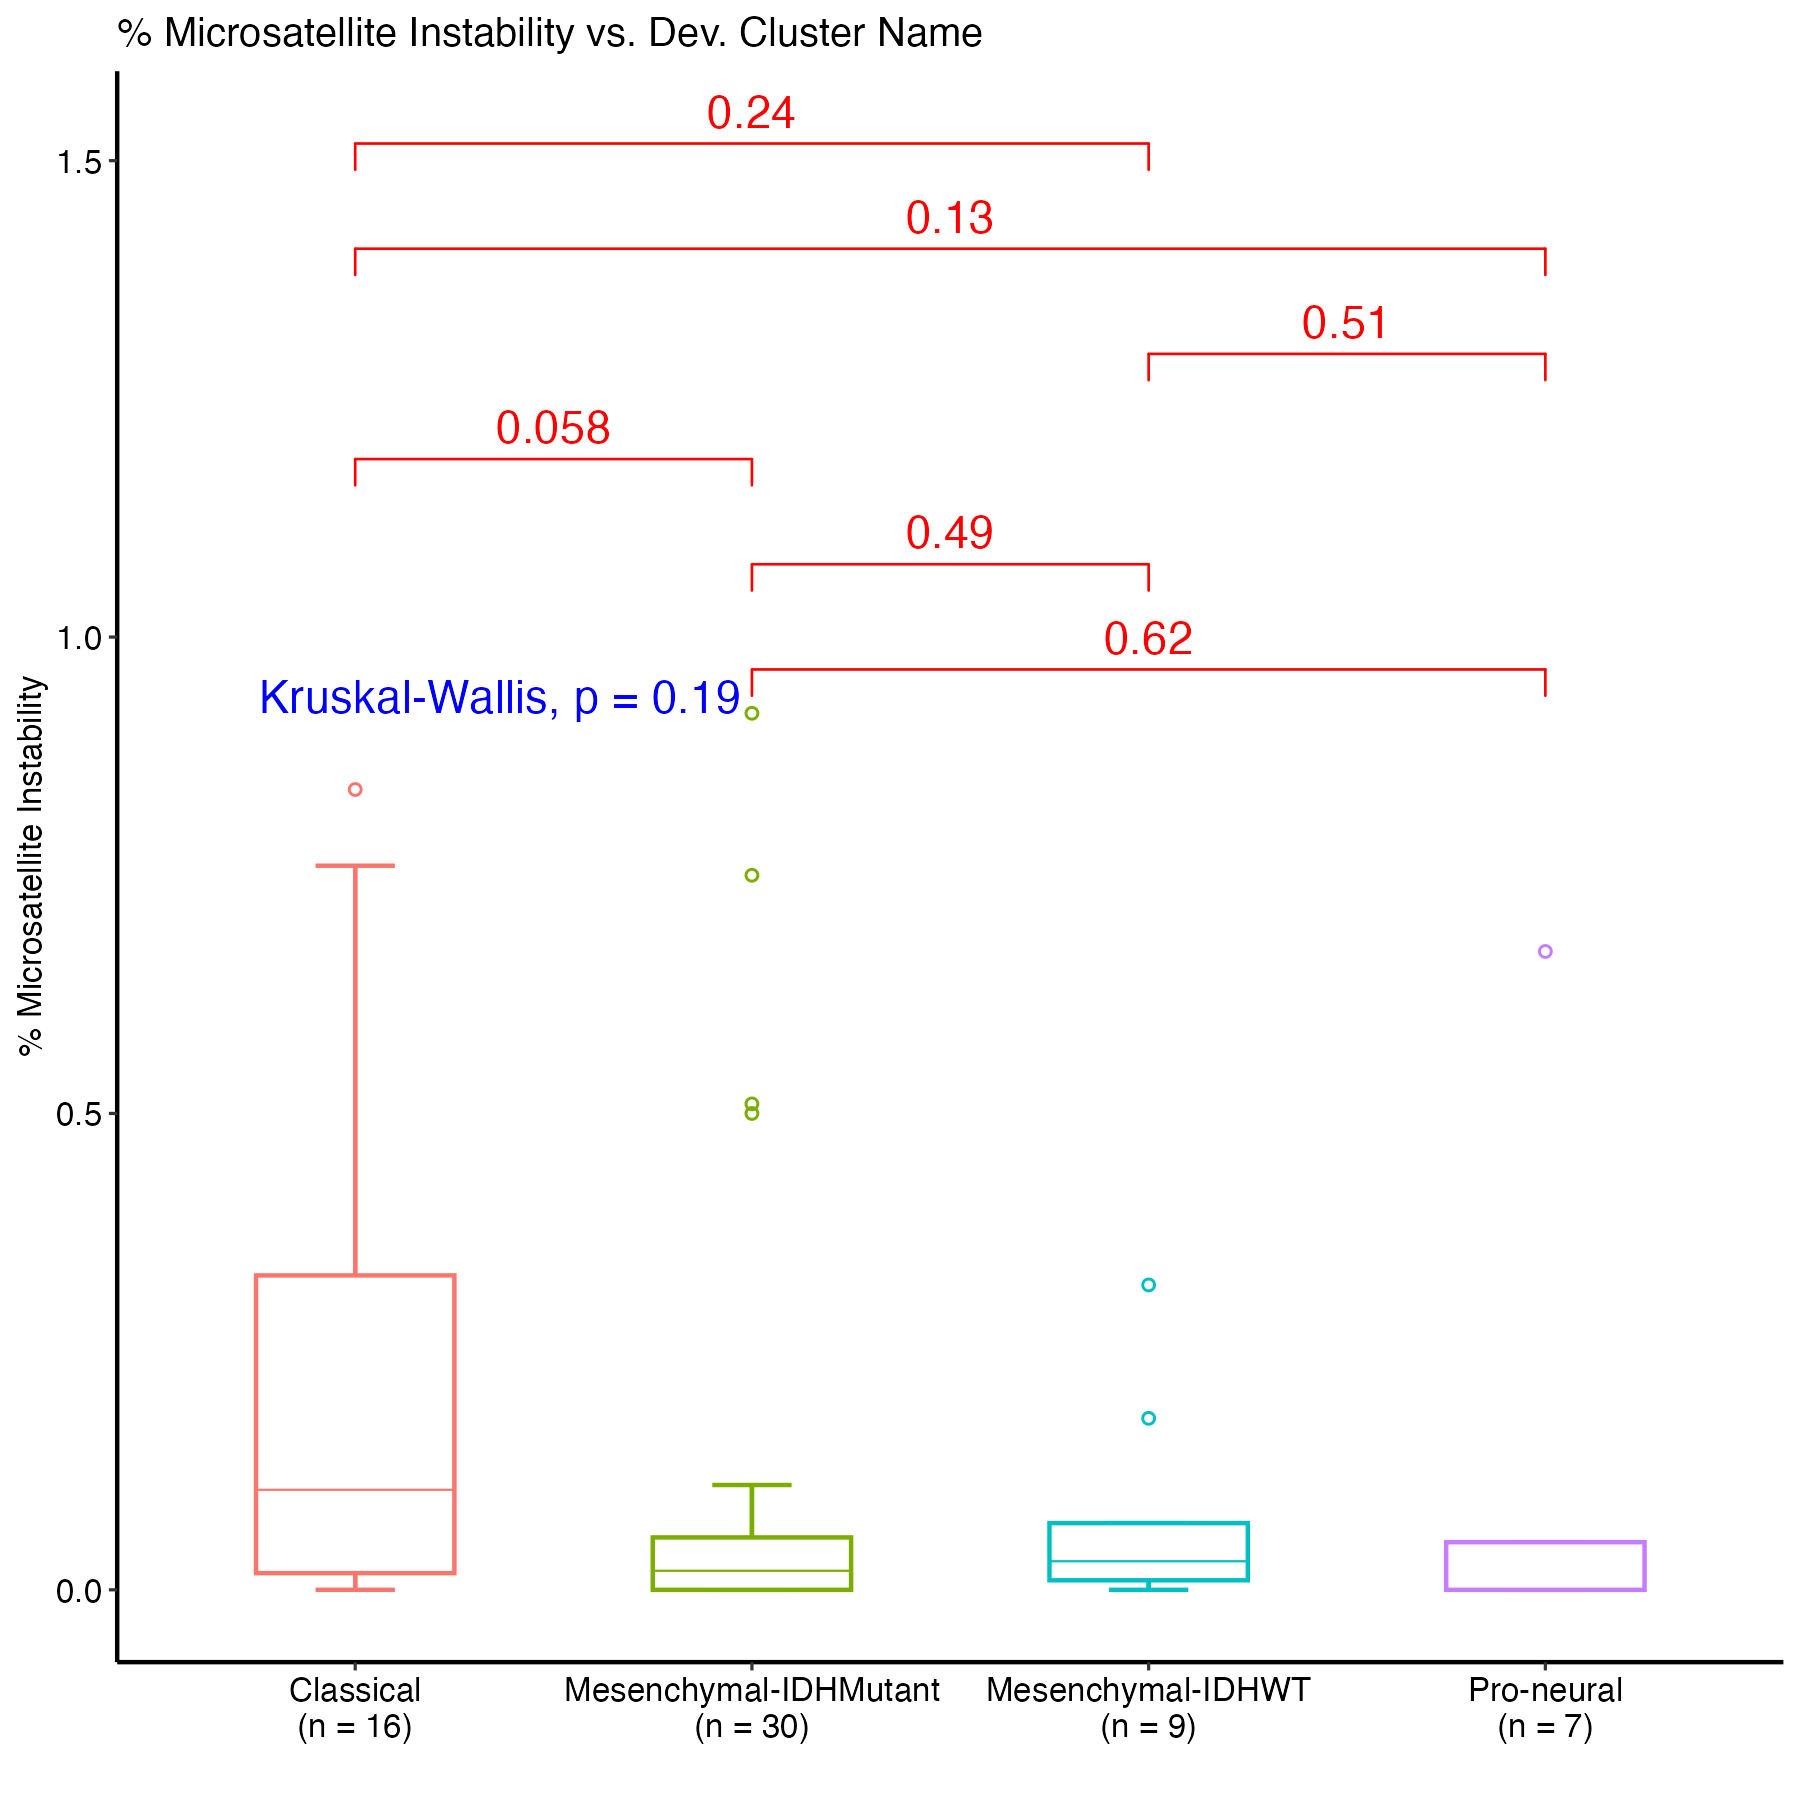 % Microsatellite Instability vs. Dev. Cluster Name
0.24
1.5
0.13
0.51
0.058
0.49
1.0
0.62
Kruskal-Wallis, p = 0.19
% Microsatellite Instability
0.5
0.0
Classical
(n = 16)
Mesenchymal-IDHMutant
(n = 30)
Mesenchymal-IDHWT
(n = 9)
Pro-neural
(n = 7)